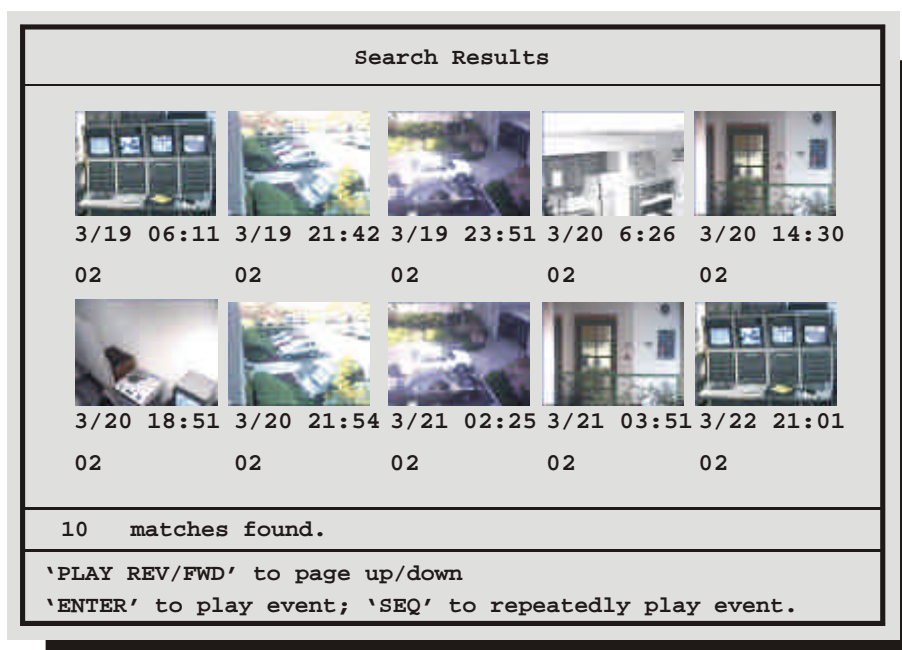 Search Results
3/19 06:11 3/19 21:42 3/19 23:51 3/20 6:26 3/20 14:30
02 02 02 02 02
3/20 18:51 3/20 21:54 3/21 02:25 3/21 03:51 3/22 21:01
02 02 02 02 02
10 matches found.
‘PLAY REV/FWD’ to page up/down
‘ENTER’ to play event; ‘SEQ’ to repeatedly play event.